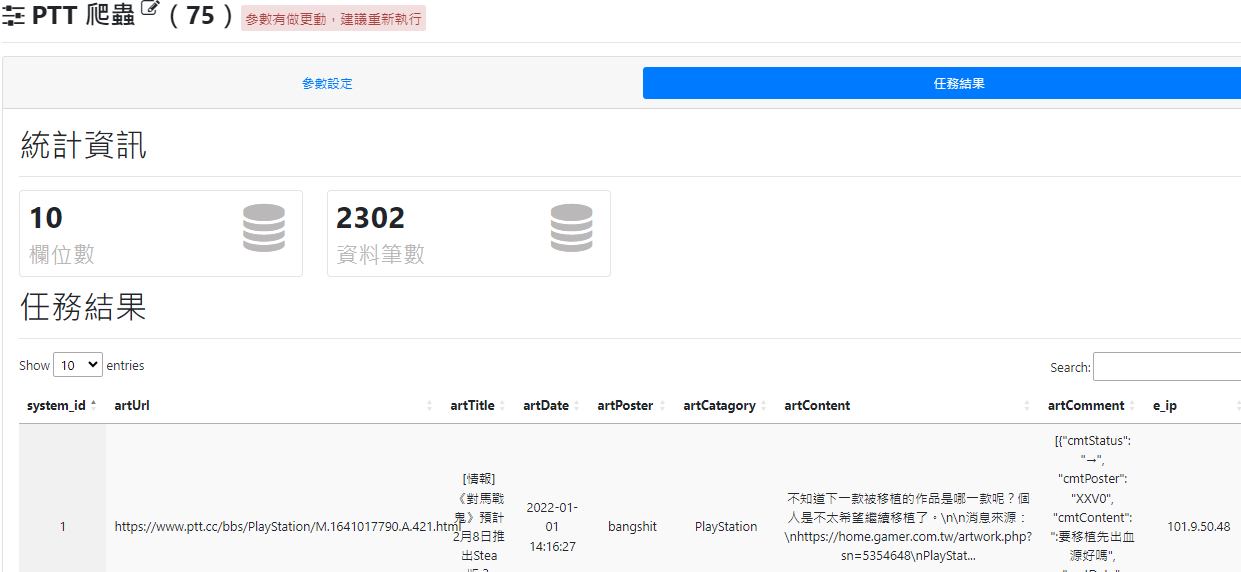 PTT 爬蟲 ( 75 ) 參數有做更動，建議重新執行
參數設定
任務結果
統計資訊
10
欄位數
2302
資料筆數
任務結果
Show 10 entries
Search:
system_id artUrl artTitle artDate artPoster artCatagory artContent artComment e_ip
1
https://www.ptt.cc/bbs/PlayStation/M.1641017790.A.421.html
[情報]
《對馬戰
鬼》預計
2月8日推
出Stea
2022-01-
01
14:16:27
bangshit
PlayStation
不知道下一款被移植的作品是哪一款呢？個
人是不太希望繼續移植了。\n\n消息來源：
\nhttps://home.gamer.com.tw/artwork.php?
sn=5354648\nPlayStat...
[{"cmtStatus":
"→",
"cmtPoster":
"XXV0",
"cmtContent":
":要移植先出血
源好嗎",
101.9.50.48